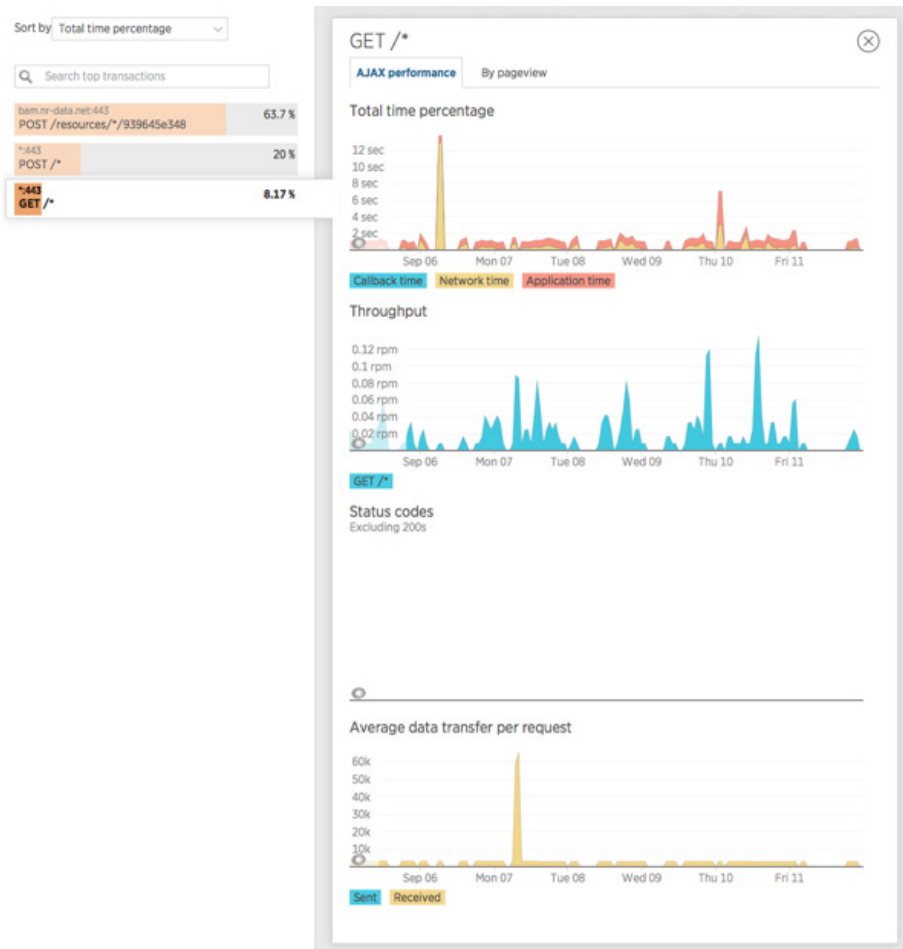 Sort by Total time percentage
Search top transactions
bam.nr-data.net:443
POST /resources/*/939645e348
63.7 %
*:443
POST /*
20 %
*:443
GET /*
8.17 %
GET /*
AJAX performance By pageview
Total time percentage
12 sec
10 sec
8 sec
6 sec
4 sec
2 sec
Sep 06 Mon 07 Tue 08 Wed 09 Thu 10 Fri 11
Callback time Network time Application time
Throughput
0.12 rpm
0.1 rpm
0.08 rpm
0.06 rpm
0.04 rpm
0.02 rpm
Sep 06 Mon 07 Tue 08 Wed 09 Thu 10 Fri 11
GET /*
Status codes
Excluding 200s
Average data transfer per request
60k
50k
40k
30k
20k
10k
Sep 06 Mon 07 Tue 08 Wed 09 Thu 10 Fri 11
Sent Received